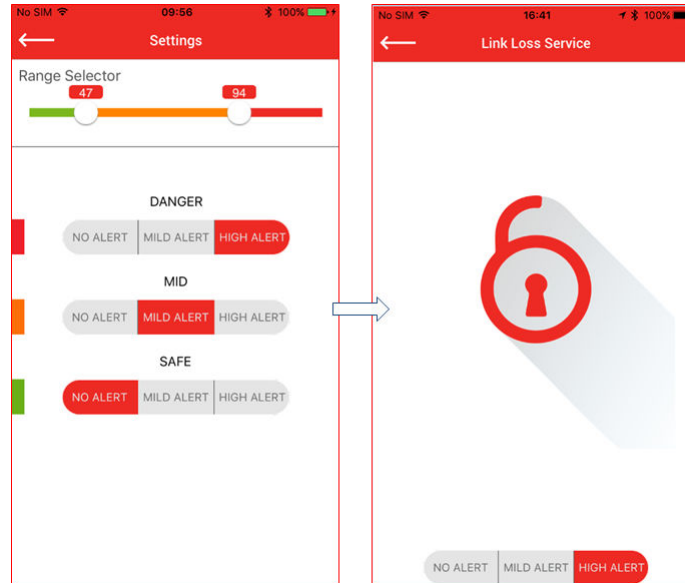 No SIM 09:56 100%
Settings
Range Selector
47 94
DANGER
NO ALERT MILD ALERT HIGH ALERT
MID
NO ALERT MILD ALERT HIGH ALERT
SAFE
NO ALERT MILD ALERT HIGH ALERT
No SIM 16:41 100%
Link Loss Service
NO ALERT MILD ALERT HIGH ALERT